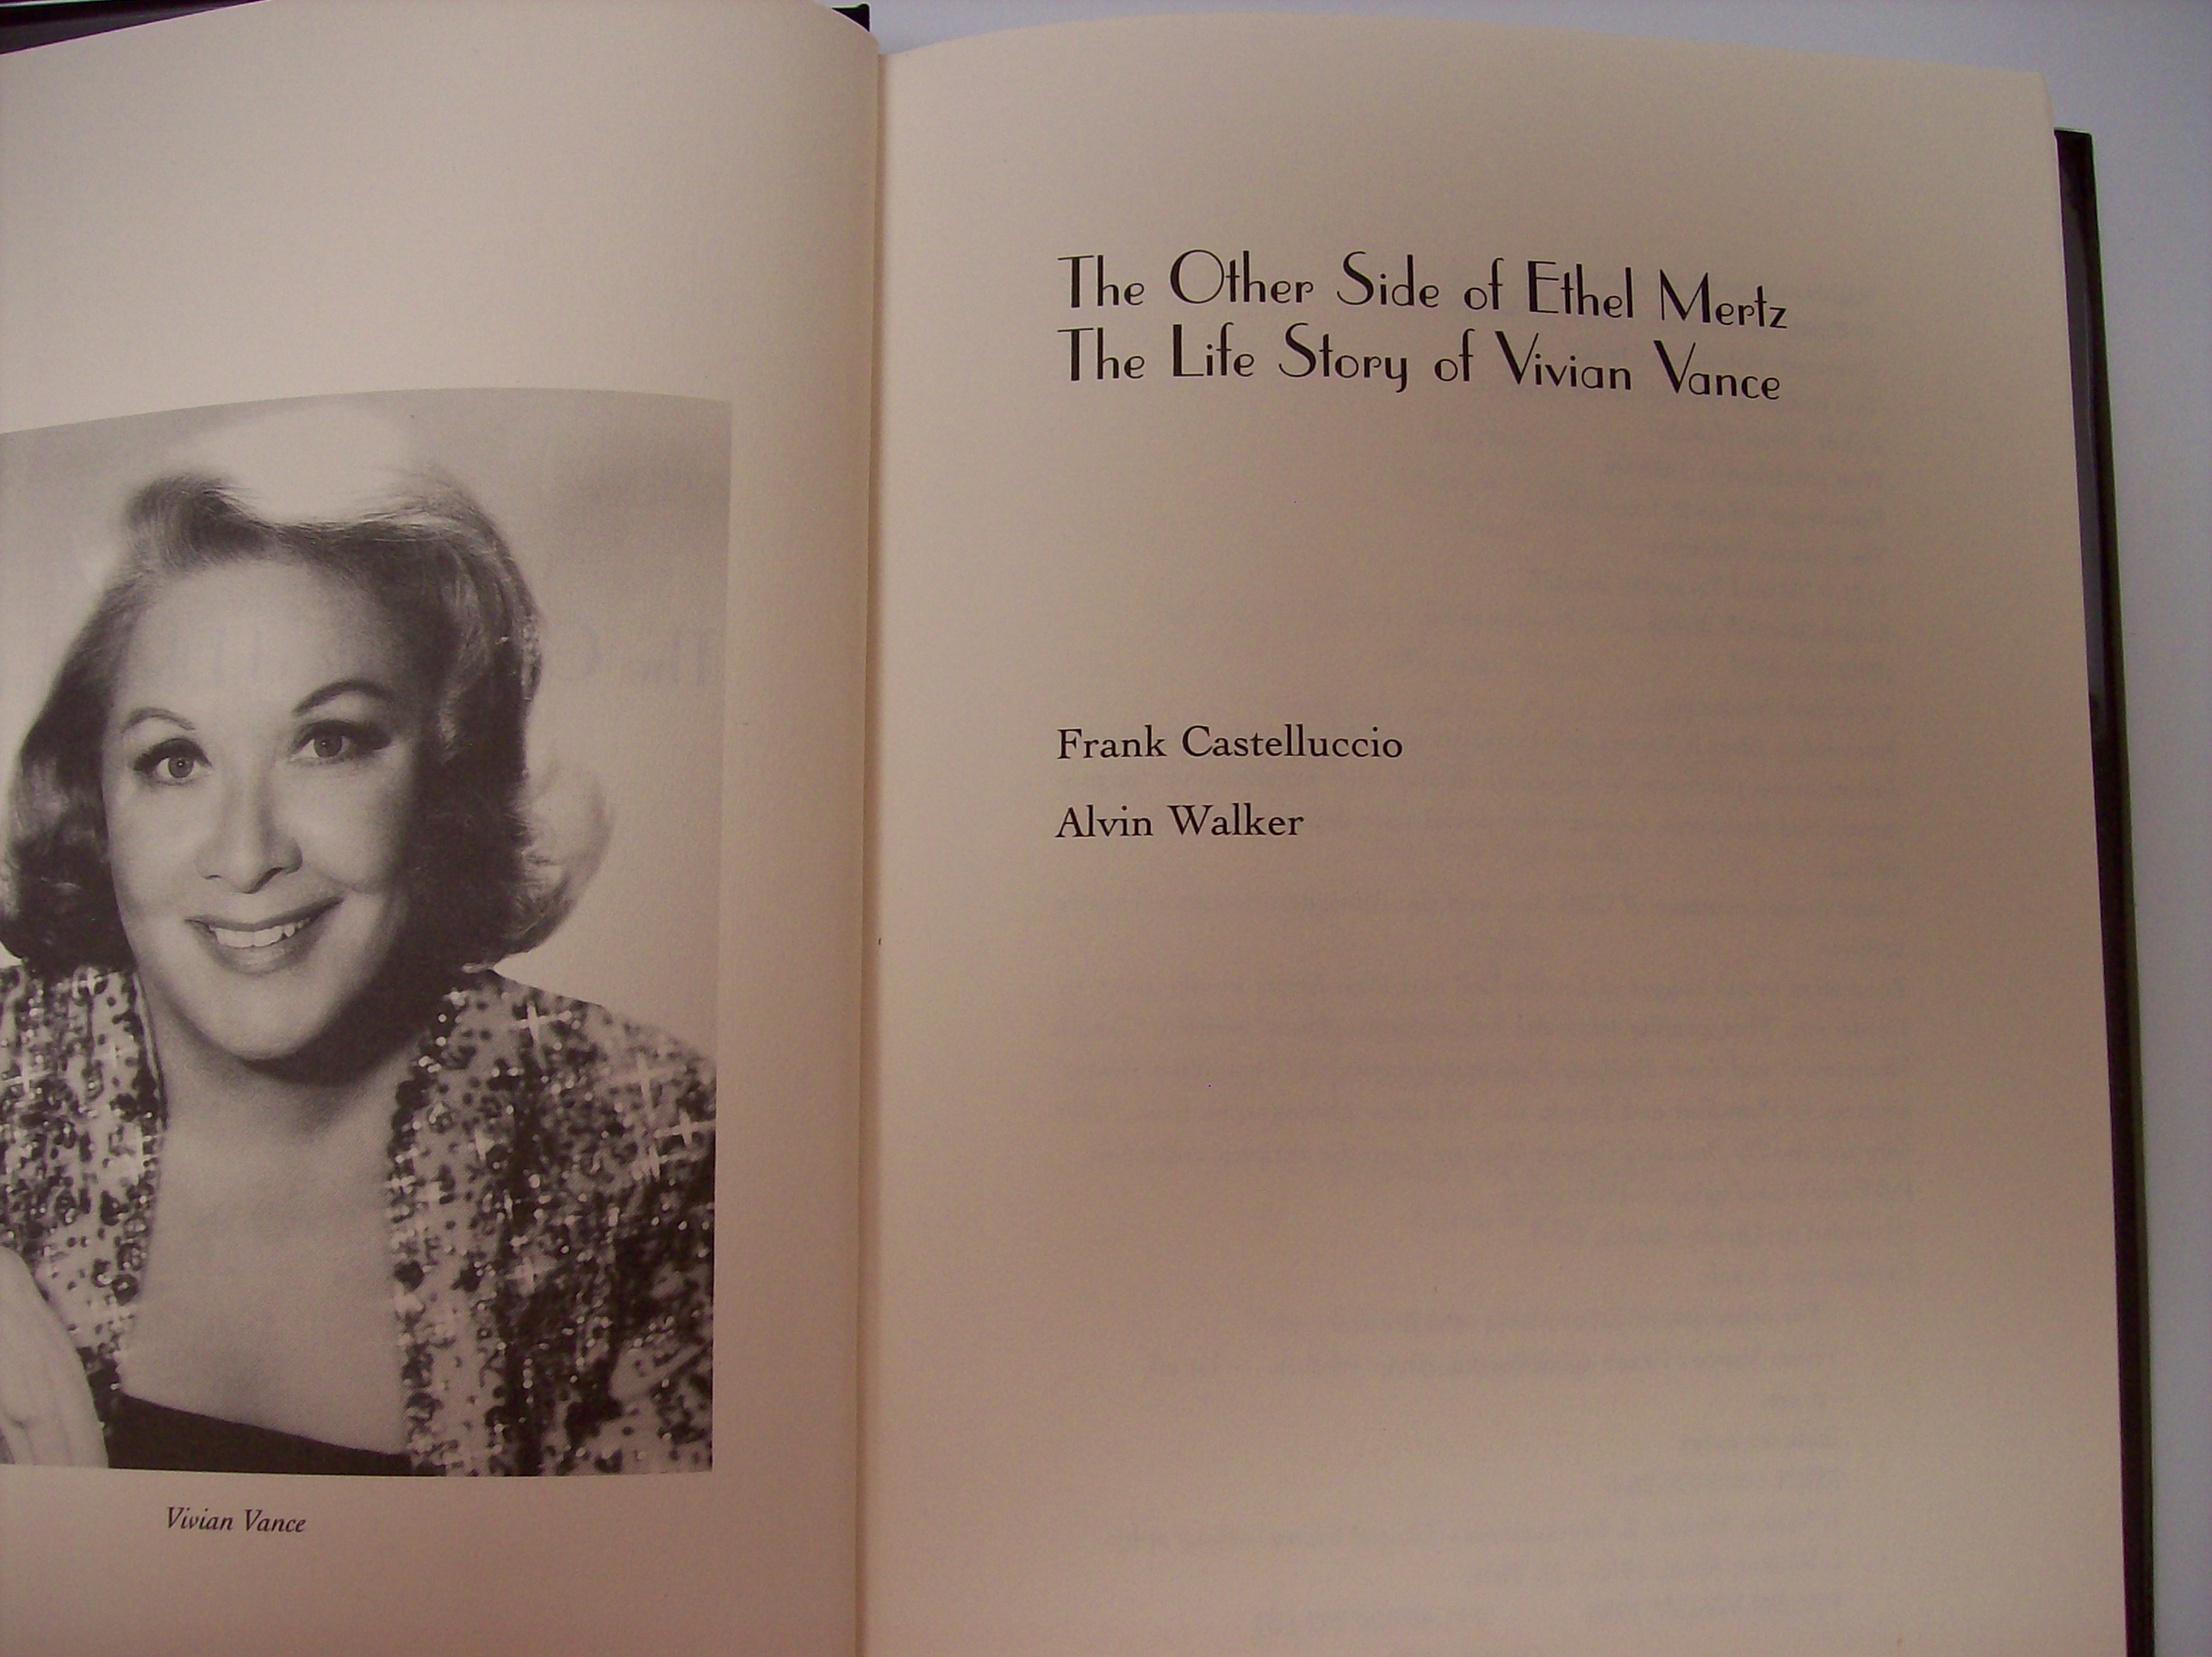 Vivian Vance
The Other Side of Ethel Mertz
The Life Story of Vivian Vance
Frank Castelluccio
Alvin Walker